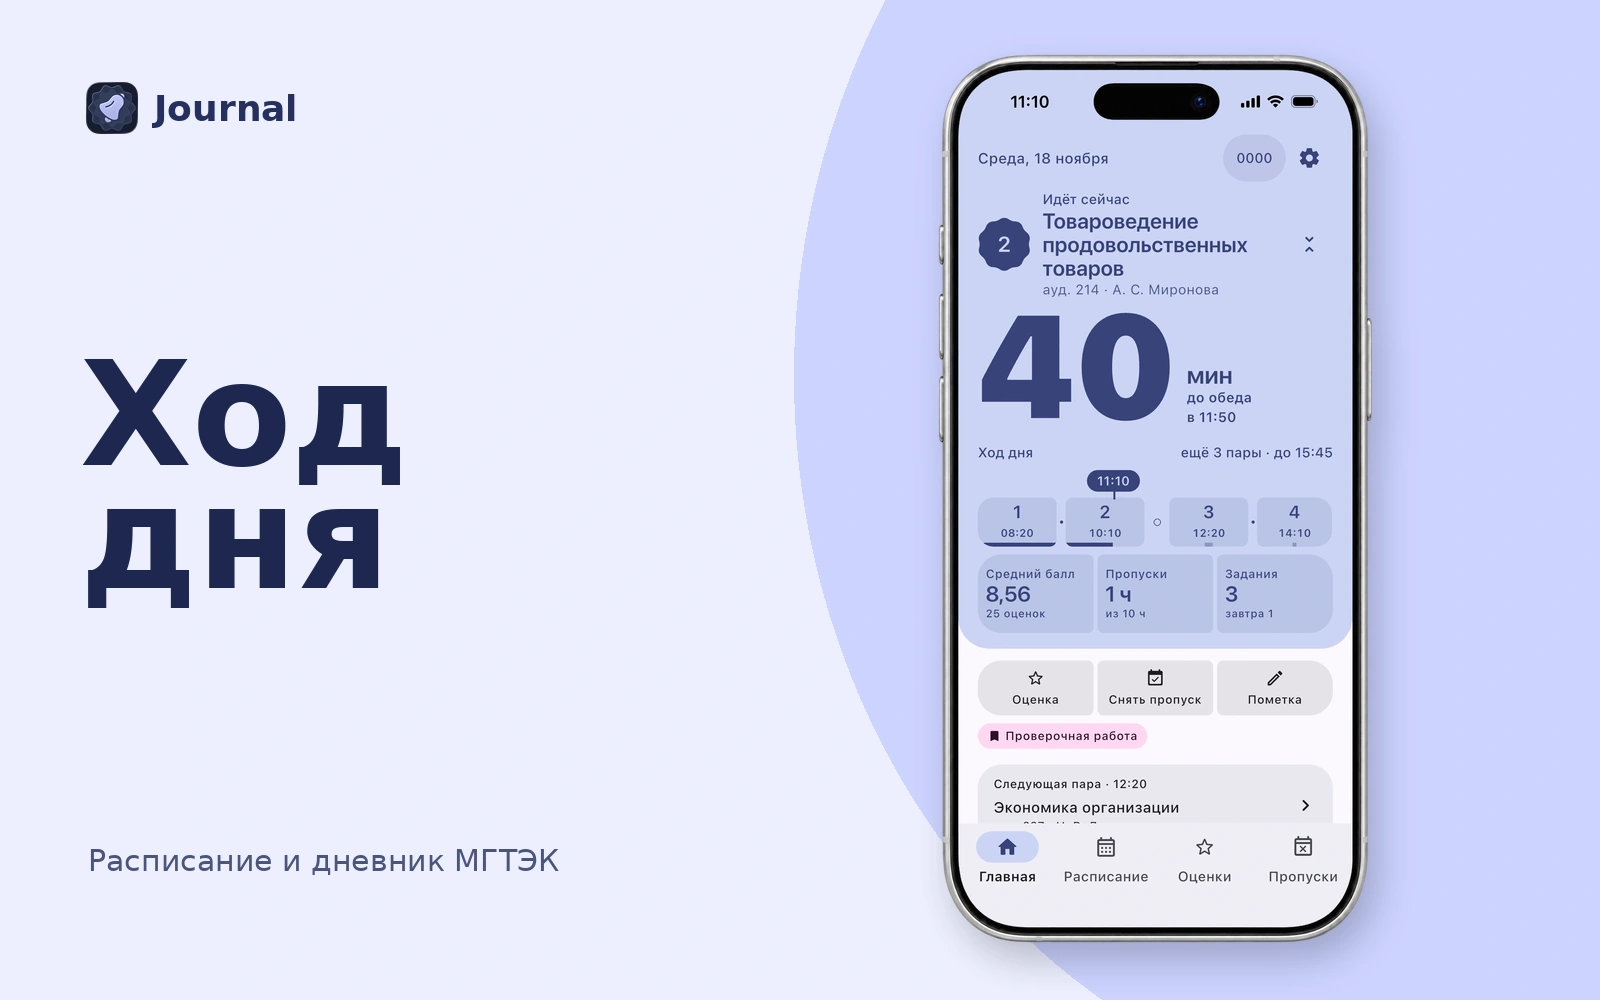 Journal
Ход
дня
Расписание и дневник МГТЭК
11:10
Среда, 18 ноября
0000
Идёт сейчас
2
Товароведение
продовольственных
товаров
ауд. 214 · А. С. Миронова
40
мин
до обеда
в 11:50
Ход дня
ещё 3 пары · до 15:45
11:10
1 2 3 4
08:20 10:10 12:20 14:10
Средний балл Пропуски Задания
8,56 1 ч 3
25 оценок из 10 ч завтра 1
Оценка Снять пропуск Пометка
Проверочная работа
Следующая пара · 12:20
Экономика организации
Главная Расписание Оценки Пропуски